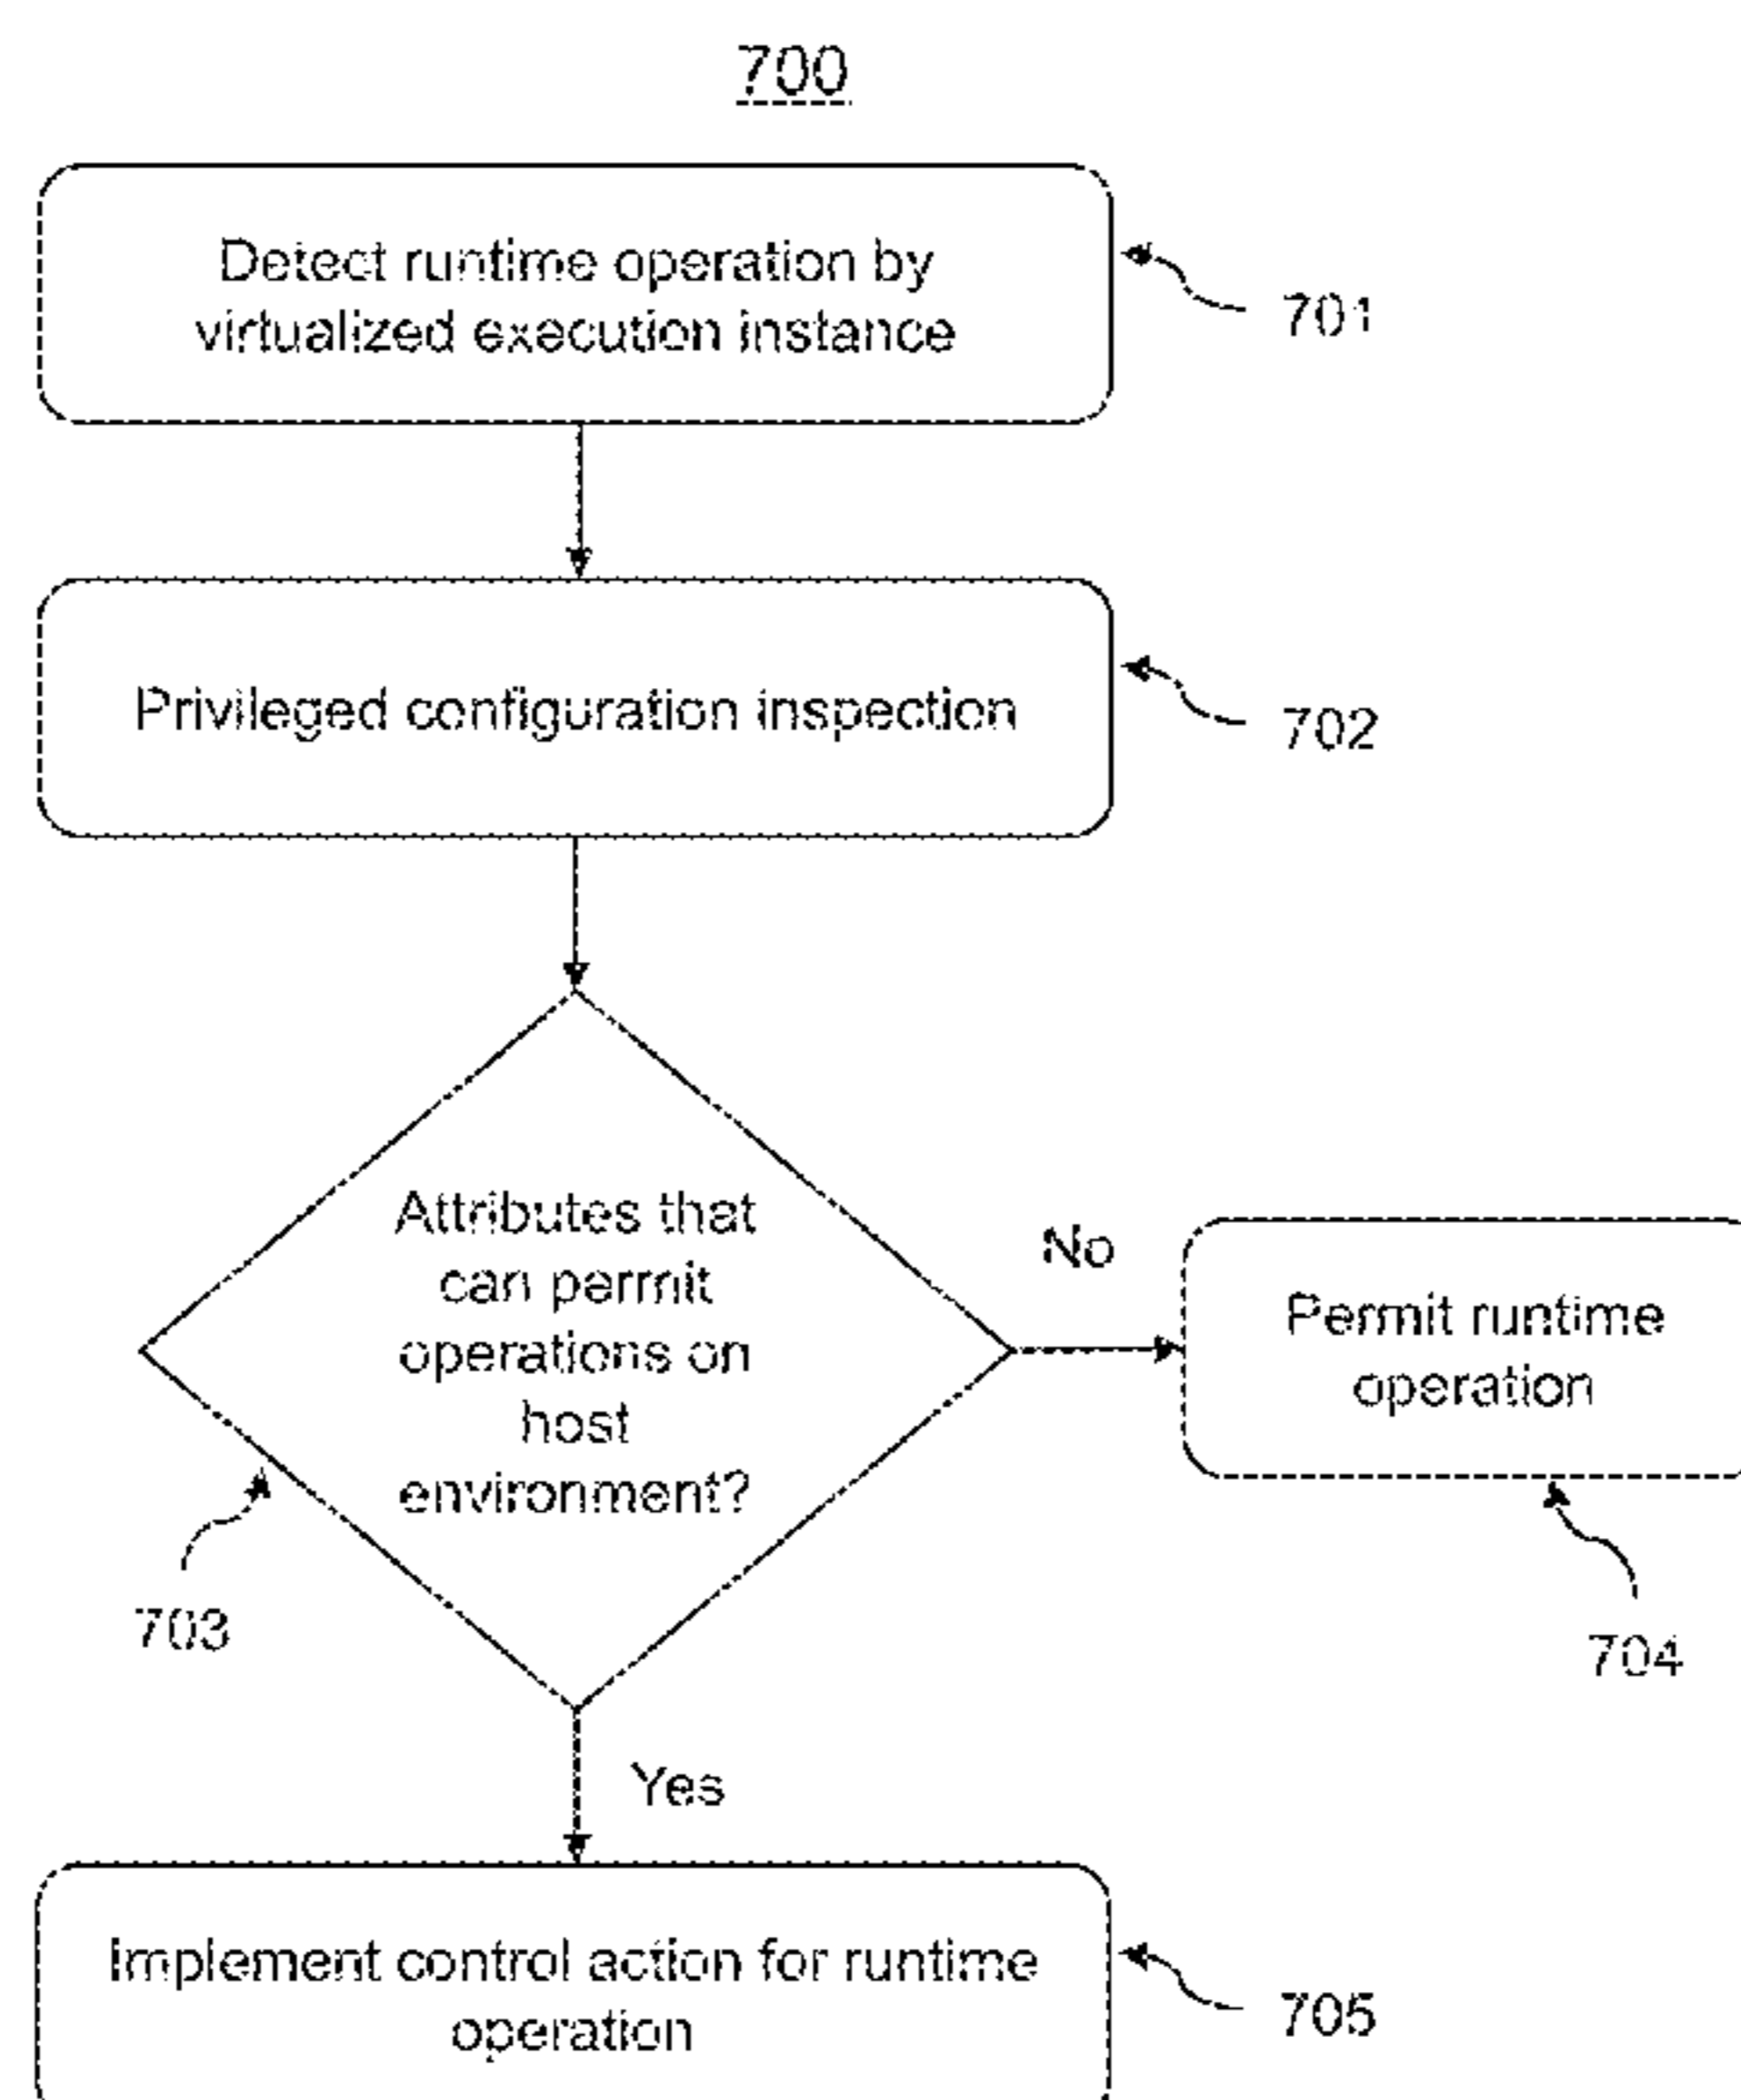 700
Detect runtime operation by
virtualized execution instance
701
Privileged configuration inspection
702
Attributes that
can permit
operations on
host
environment?
No
Permit runtime
operation
703
704
Yes
Implement control action for runtime
operation
705